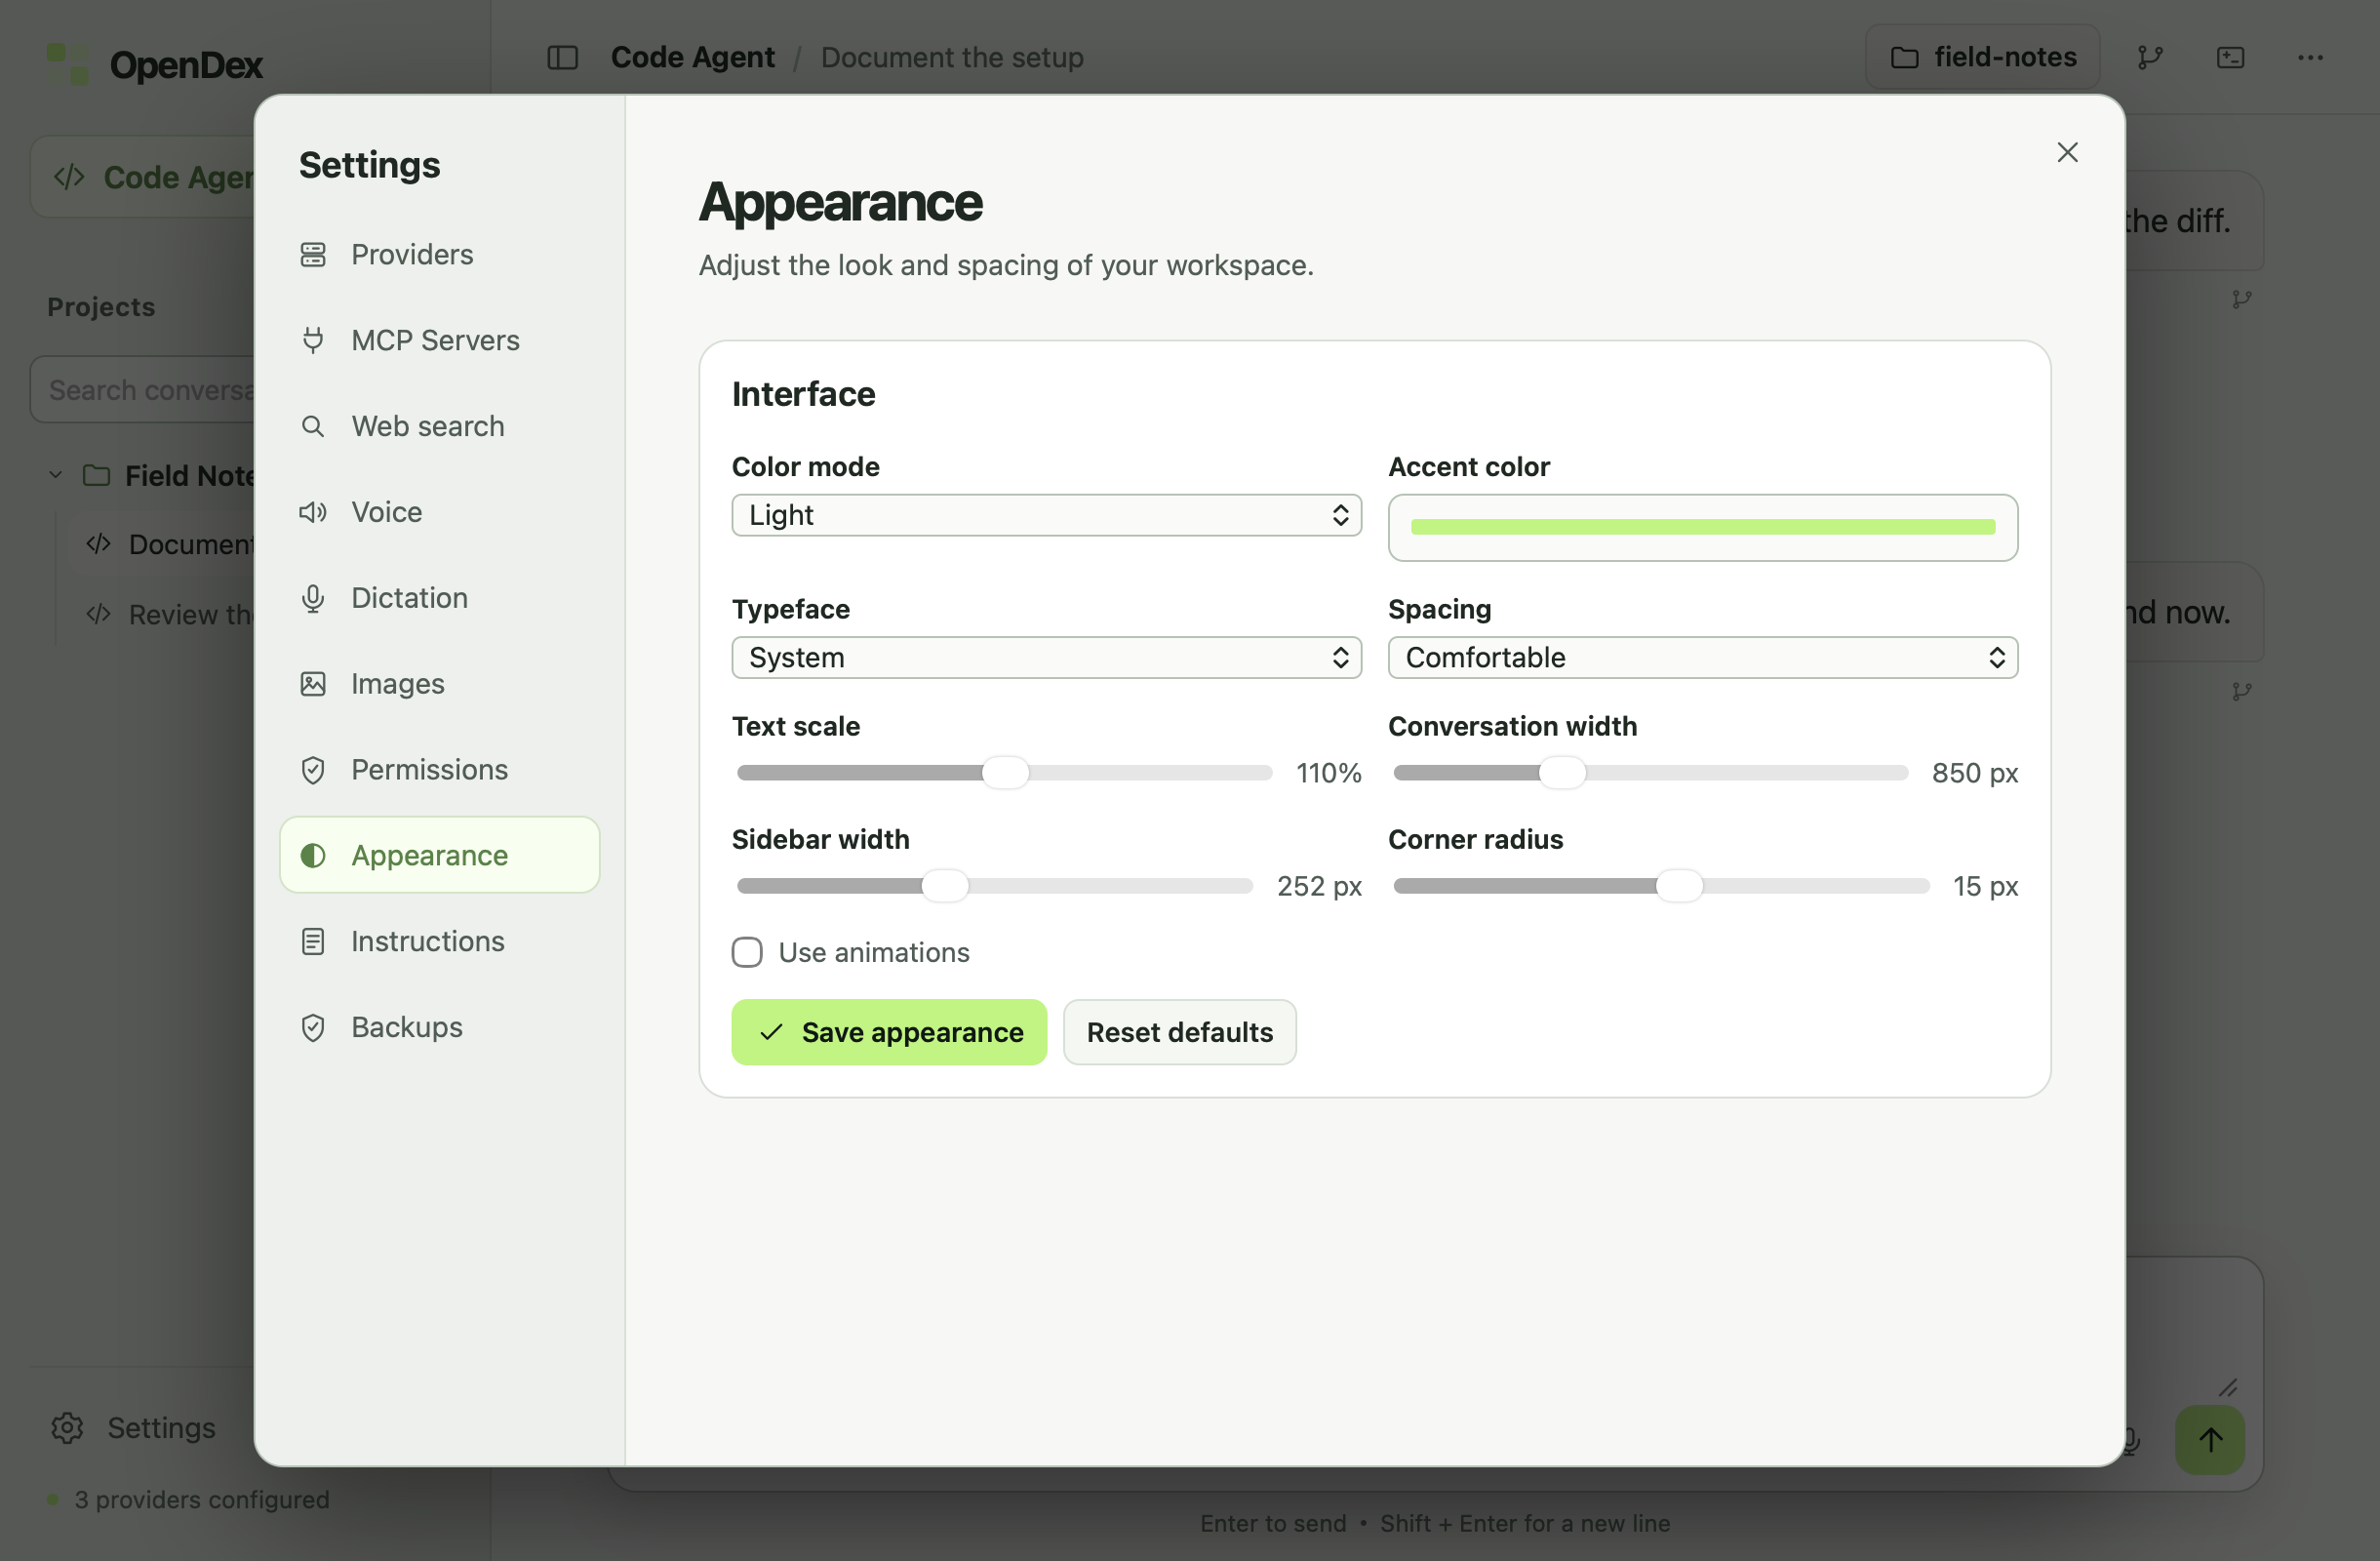 OpenDex
Code Agent / Document the setup
field-notes
Code Agen
Projects
Search conversa
Field Note
Document
Review the
Settings
3 providers configured
Settings
Providers
MCP Servers
Web search
Voice
Dictation
Images
Permissions
Appearance
Instructions
Backups
Appearance
Adjust the look and spacing of your workspace.
Interface
Color mode
Light
Accent color
Typeface
System
Spacing
Comfortable
Text scale
110%
Conversation width
850 px
Sidebar width
252 px
Corner radius
15 px
Use animations
Save appearance
Reset defaults
the diff.
nd now.
Enter to send • Shift + Enter for a new line